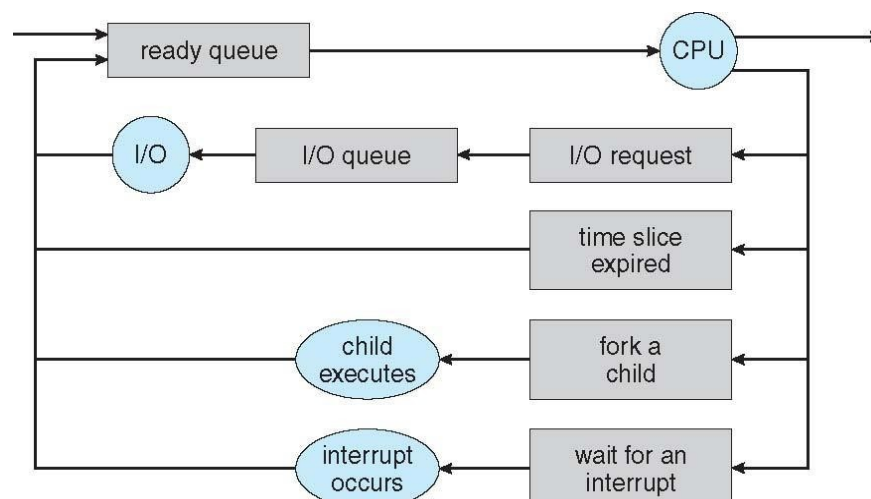 ready queue
CPU
I/O
I/O queue
I/O request
time slice
expired
child
executes
fork a
child
interrupt
occurs
wait for an
interrupt